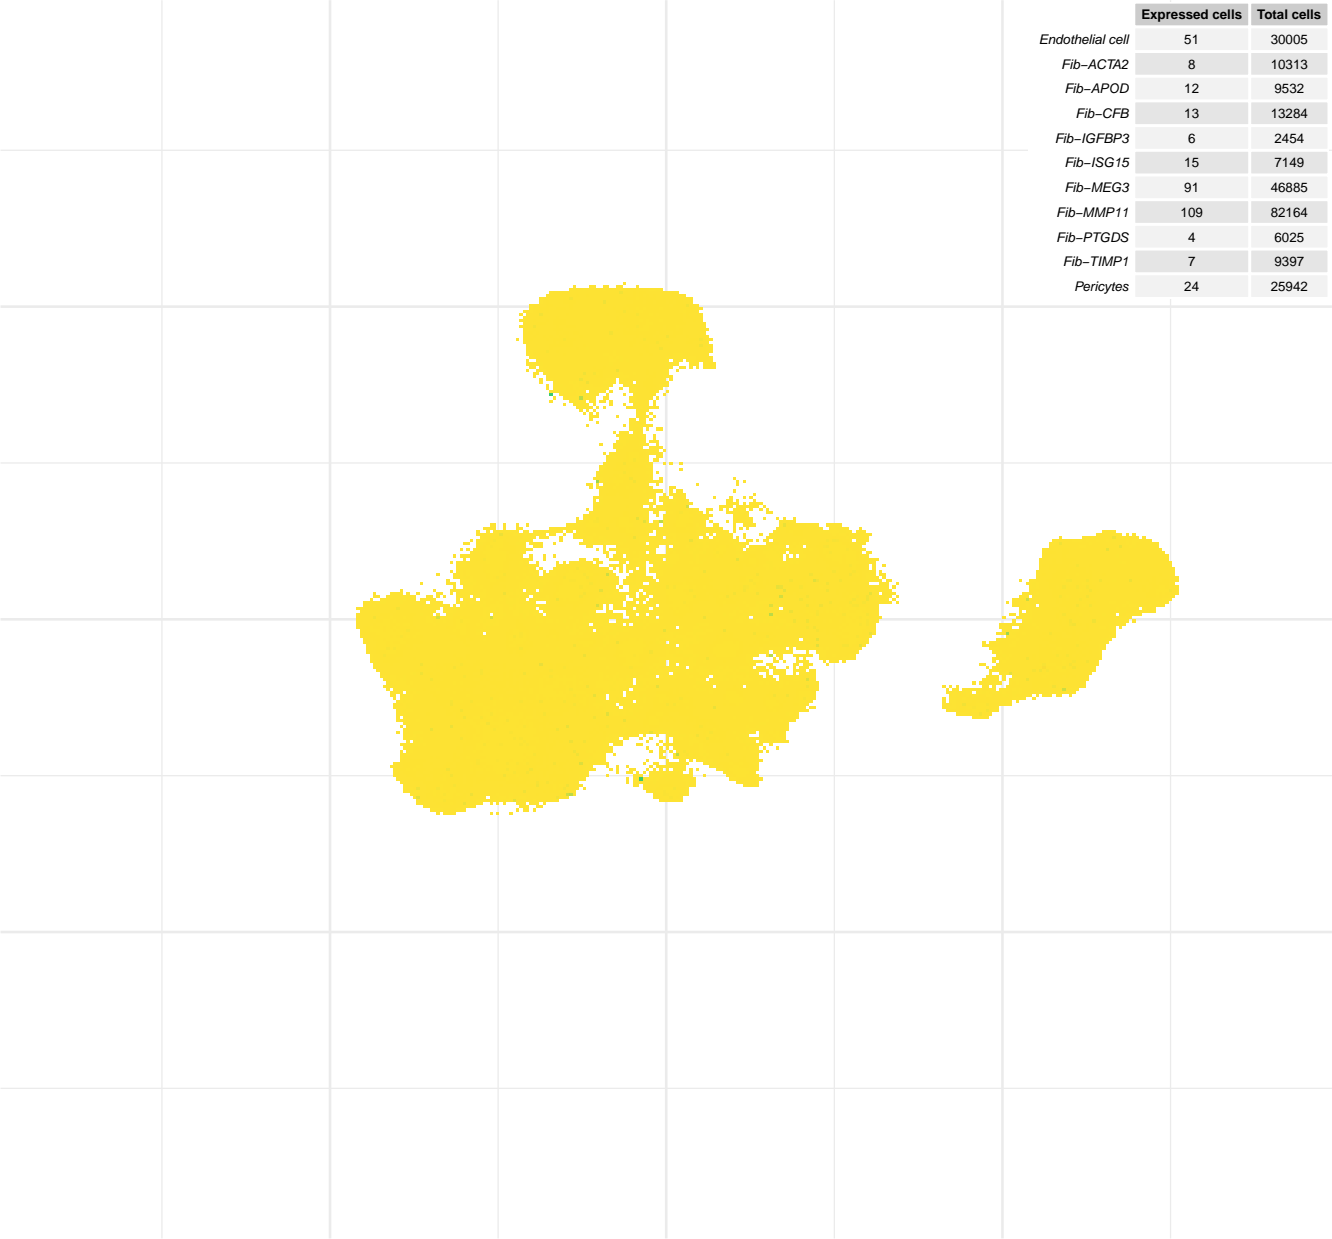 Expressed cells Total cells
Endothelial cell 51 30005
Fib−ACTA2 8 10313
Fib−APOD 12 9532
Fib−CFB 13 13284
Fib−IGFBP3 6 2454
Fib−ISG15 15 7149
Fib−MEG3 91 46885
Fib−MMP11 109 82164
Fib−PTGDS 4 6025
Fib−TIMP1 7 9397
Pericytes 24 25942